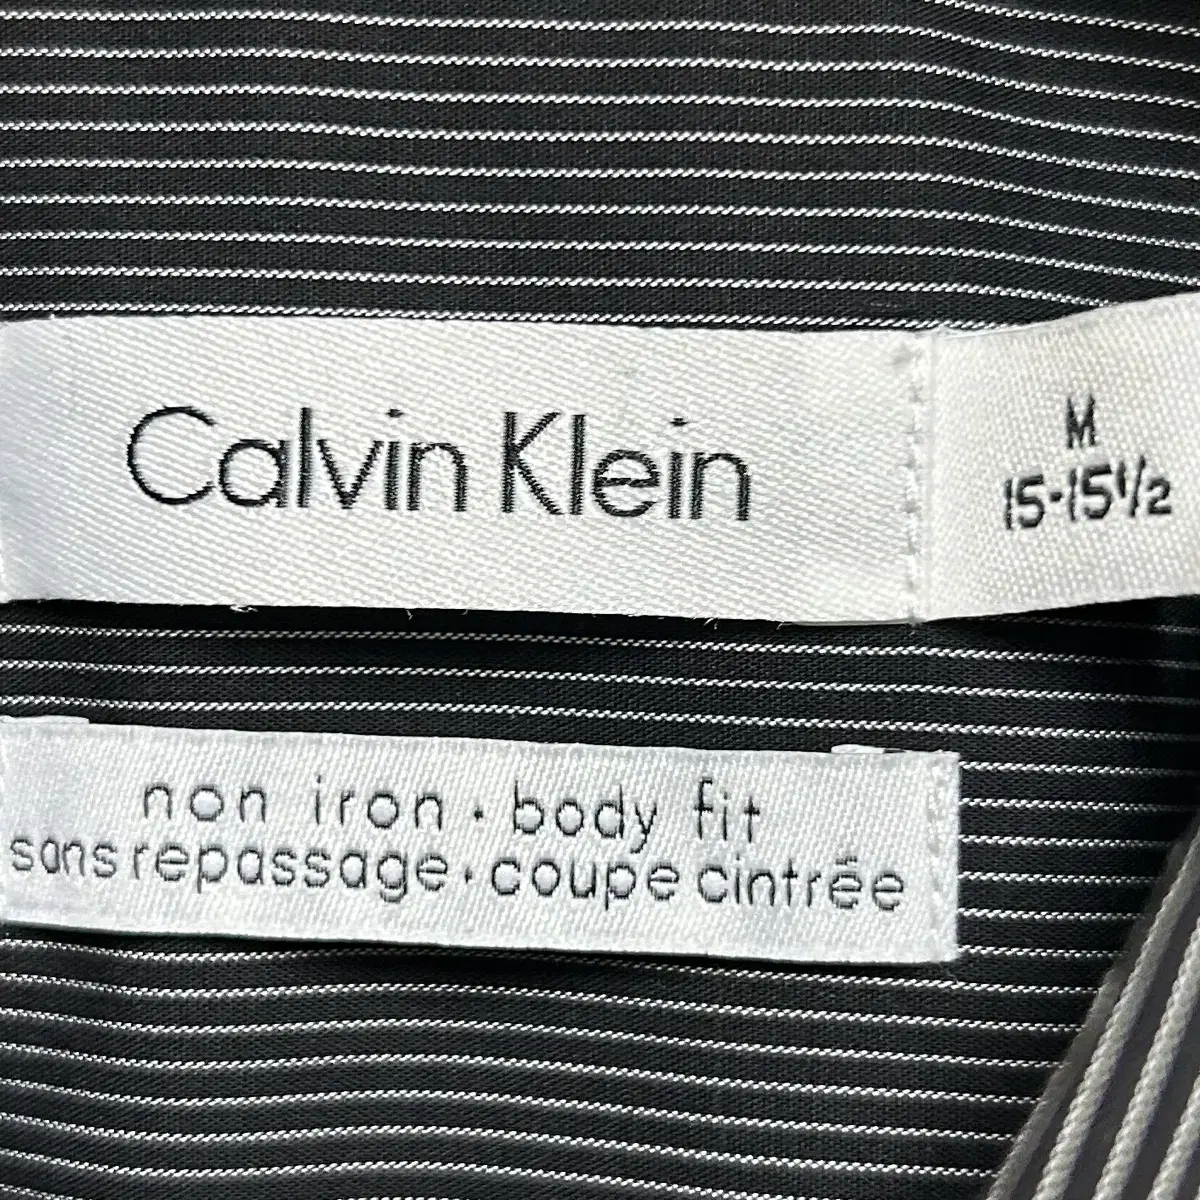 Calvin Klein
M
15-15½
non iron · body fit
sans repassage · coupe cintrée